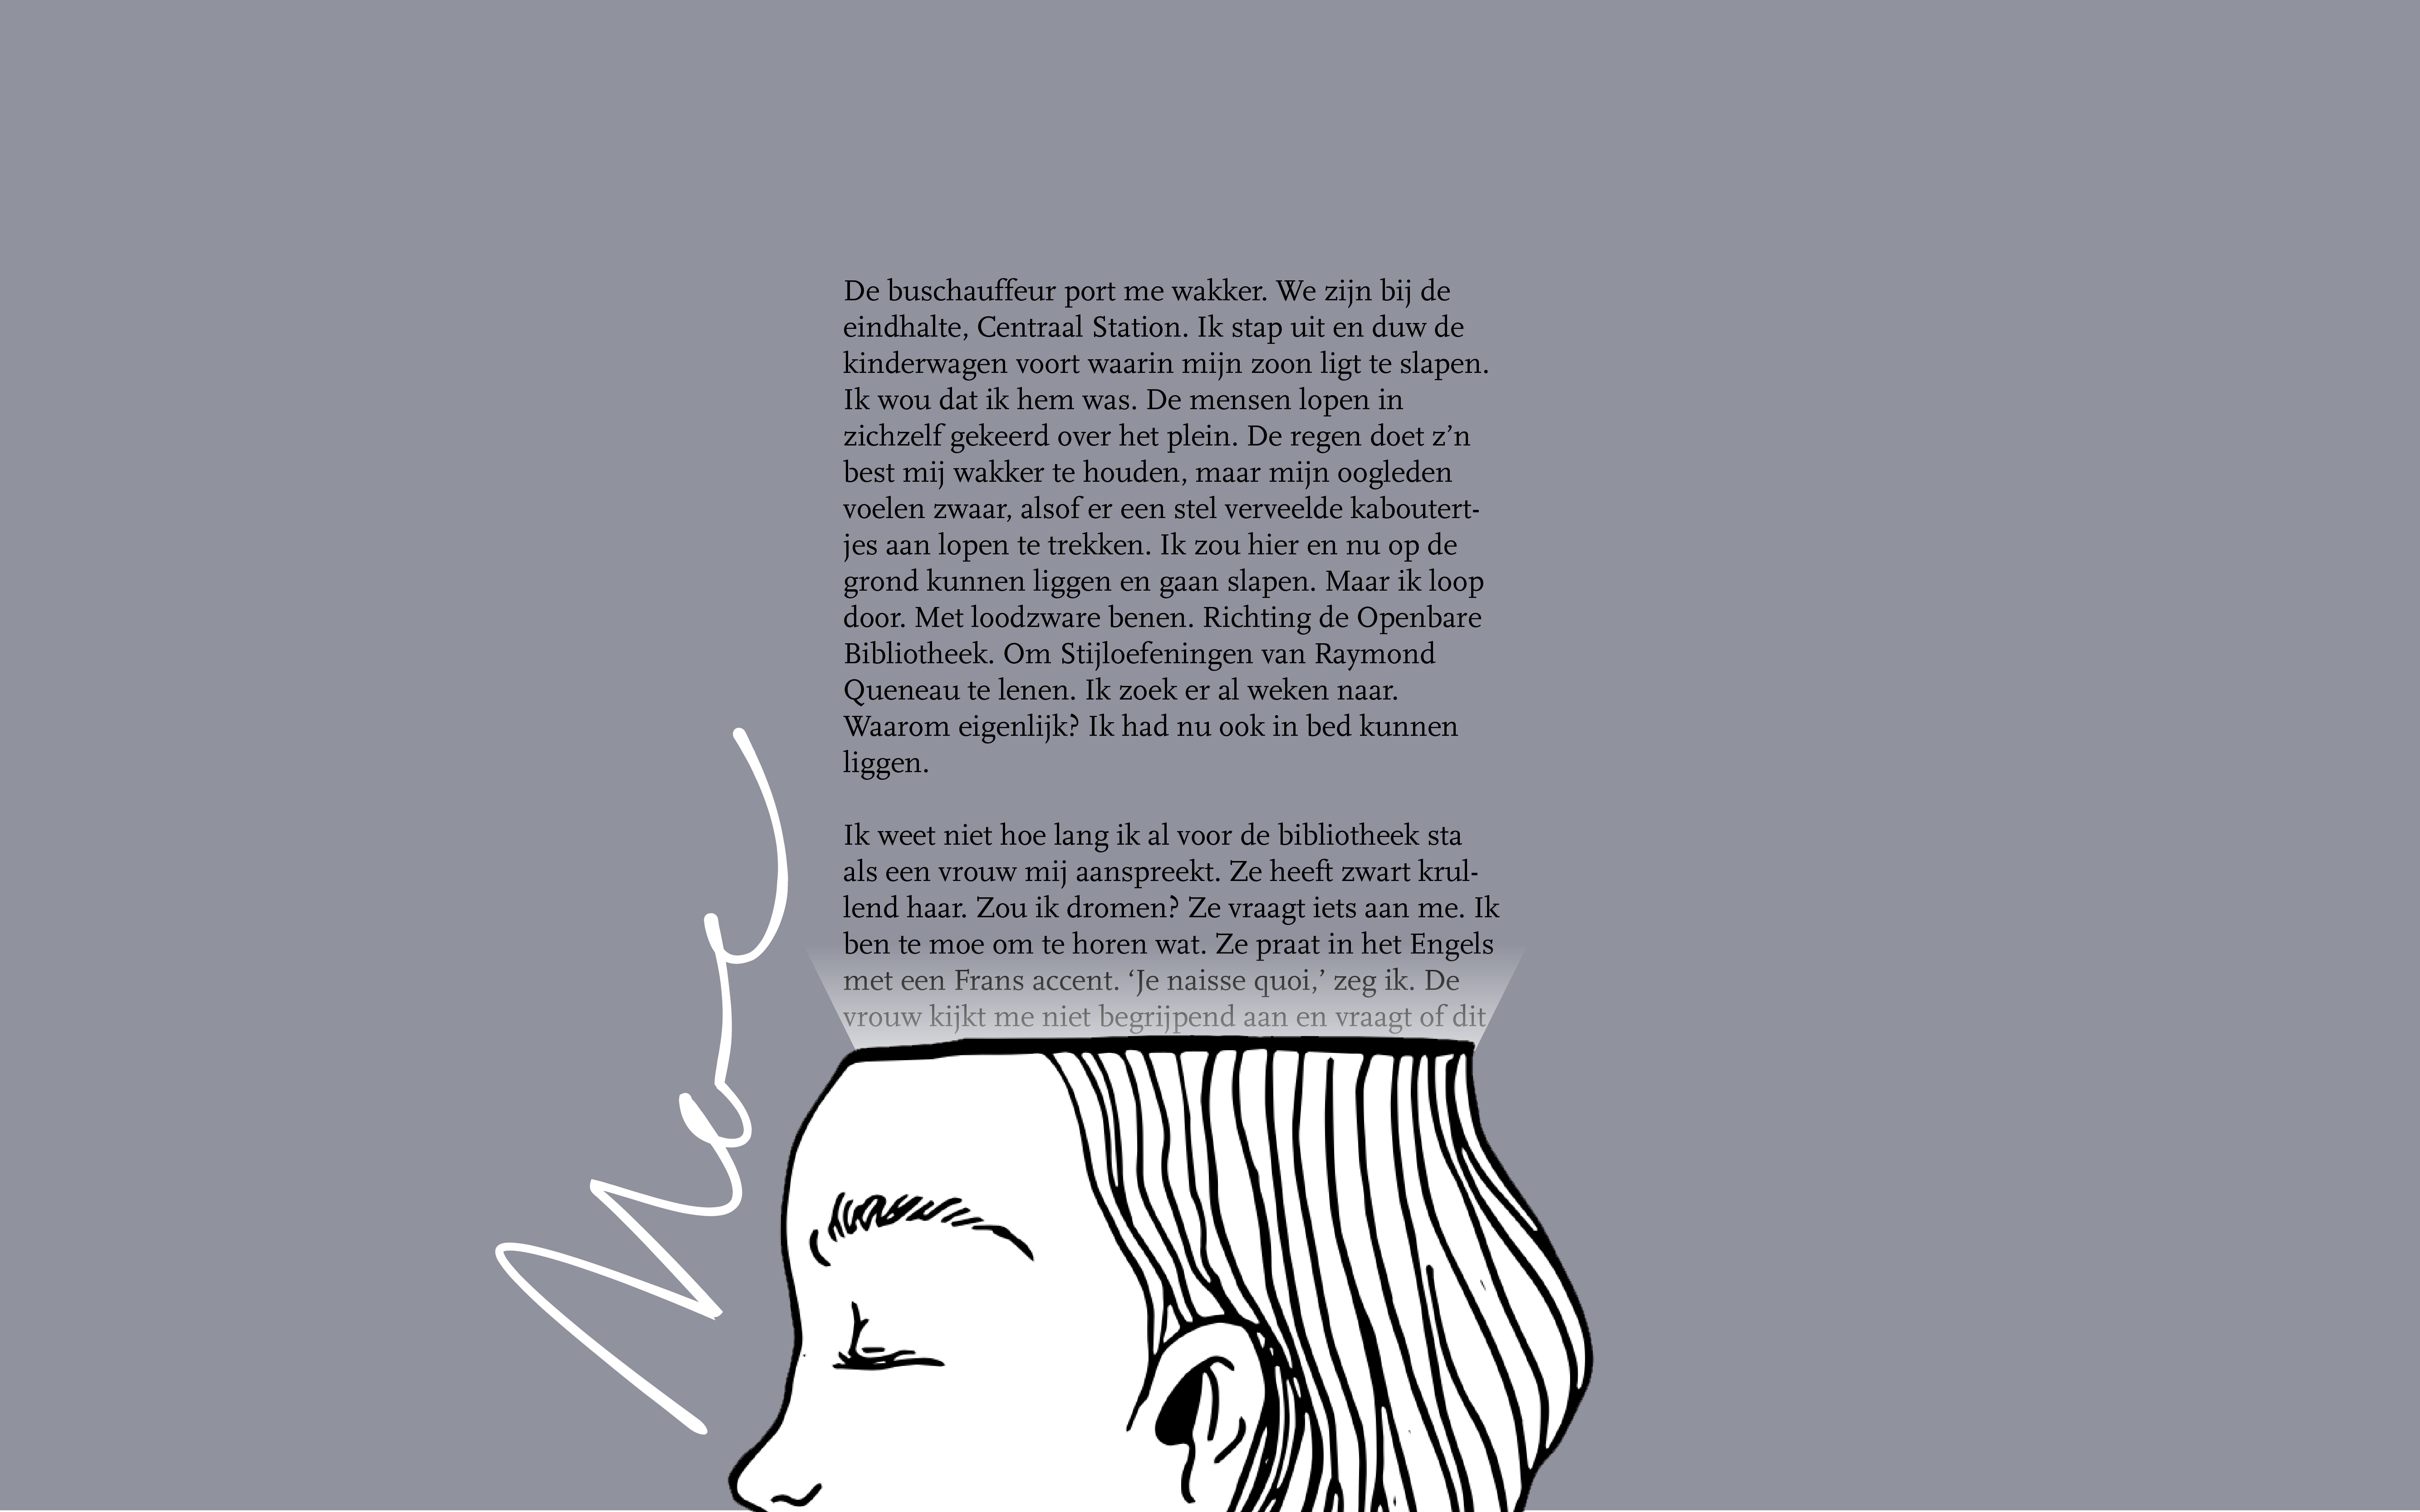 De buschauffeur port me wakker. We zijn bij de
eindhalte, Centraal Station. Ik stap uit en duw de
kinderwagen voort waarin mijn zoon ligt te slapen.
Ik wou dat ik hem was. De mensen lopen in
zichzelf gekeerd over het plein. De regen doet z’n
best mij wakker te houden, maar mijn oogleden
voelen zwaar, alsof er een stel verveelde kaboutert-
jes aan lopen te trekken. Ik zou hier en nu op de
grond kunnen liggen en gaan slapen. Maar ik loop
door. Met loodzware benen. Richting de Openbare
Bibliotheek. Om Stijloefeningen van Raymond
Queneau te lenen. Ik zoek er al weken naar.
Waarom eigenlijk? Ik had nu ook in bed kunnen
liggen.
Ik weet niet hoe lang ik al voor de bibliotheek sta
als een vrouw mij aanspreekt. Ze heeft zwart krul-
lend haar. Zou ik dromen? Ze vraagt iets aan me. Ik
ben te moe om te horen wat. Ze praat in het Engels
met een Frans accent. ‘Je naisse quoi,’ zeg ik. De
vrouw kijkt me niet begrijpend aan en vraagt of dit